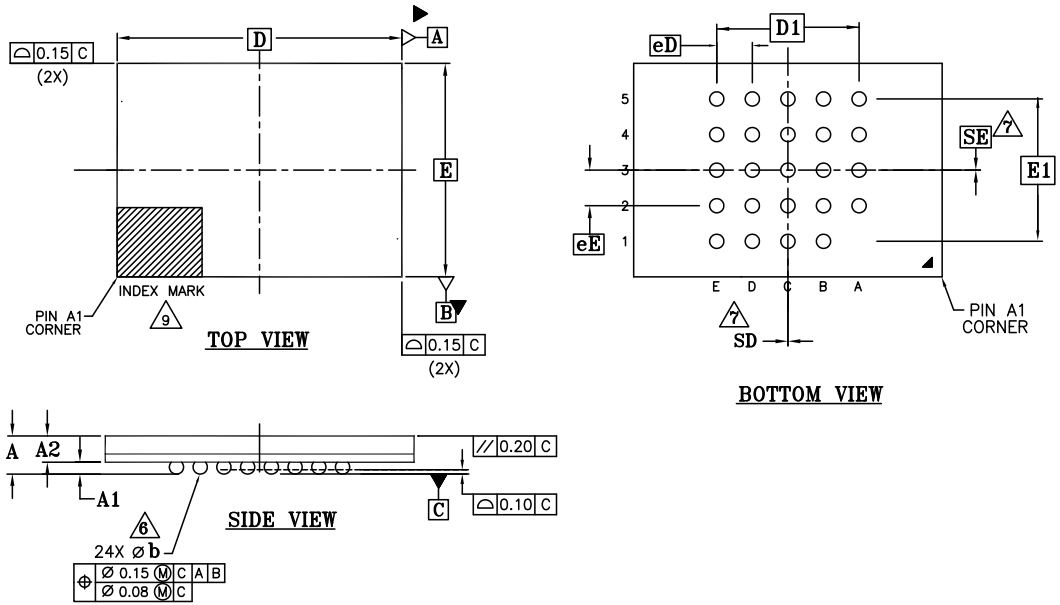 D
A
⌓ 0.15 C
(2X)
E
INDEX MARK
9
PIN A1
CORNER
B
TOP VIEW
⌓ 0.15 C
(2X)
D1
eD
5
4
3
2
1
SE
7
E1
eE
E D C B A
7
SD
PIN A1
CORNER
BOTTOM VIEW
A
A2
A1
// 0.20 C
⌓ 0.10 C
C
SIDE VIEW
6
24X Ø b
⌖ Ø 0.15 Ⓜ C A B
Ø 0.08 Ⓜ C